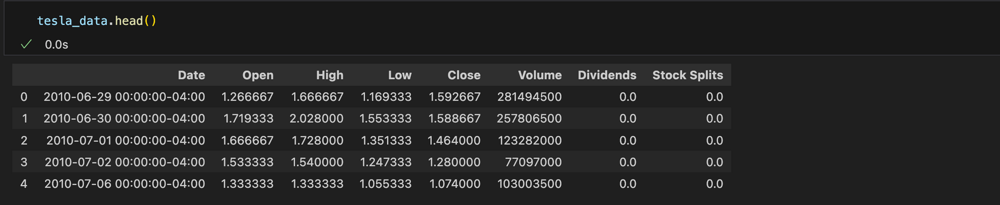 tesla_data.head()
0.0s
Date Open High Low Close Volume Dividends Stock Splits
0 2010-06-29 00:00:00-04:00 1.266667 1.666667 1.169333 1.592667 281494500 0.0 0.0
1 2010-06-30 00:00:00-04:00 1.719333 2.028000 1.553333 1.588667 257806500 0.0 0.0
2 2010-07-01 00:00:00-04:00 1.666667 1.728000 1.351333 1.464000 123282000 0.0 0.0
3 2010-07-02 00:00:00-04:00 1.533333 1.540000 1.247333 1.280000 77097000 0.0 0.0
4 2010-07-06 00:00:00-04:00 1.333333 1.333333 1.055333 1.074000 103003500 0.0 0.0